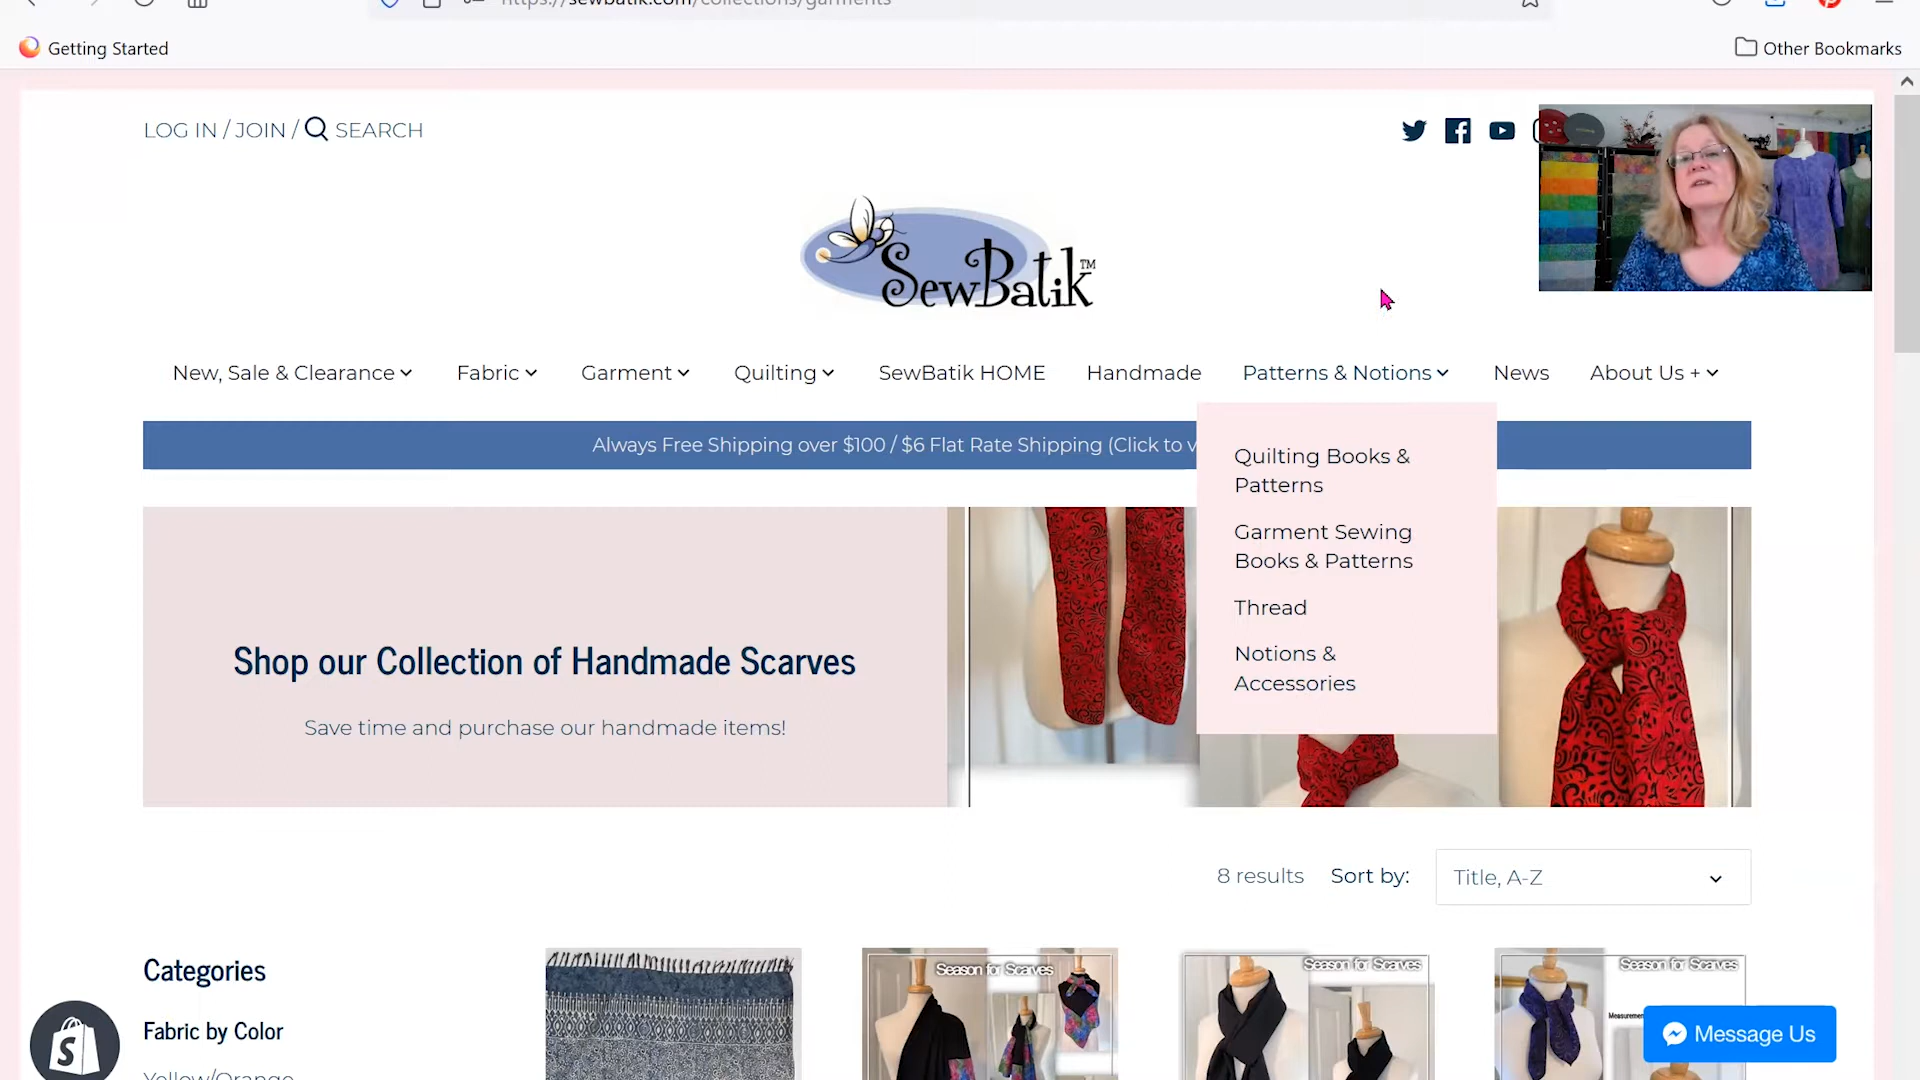 https://sewbatik.com/collections/garments
Getting Started
Other Bookmarks
LOG IN / JOIN / SEARCH
SewBatik™
New, Sale & Clearance
Fabric
Garment
Quilting
SewBatik HOME
Handmade
Patterns & Notions
News
About Us +
Always Free Shipping over $100 / $6 Flat Rate Shipping (Click to v
Quilting Books &
Patterns
Garment Sewing
Books & Patterns
Thread
Notions &
Accessories
Shop our Collection of Handmade Scarves
Save time and purchase our handmade items!
8 results
Sort by:
Title, A-Z
Categories
Fabric by Color
Yellow/Orange
Season for Scarves
Season for Scarves
Season for Scarves
Message Us